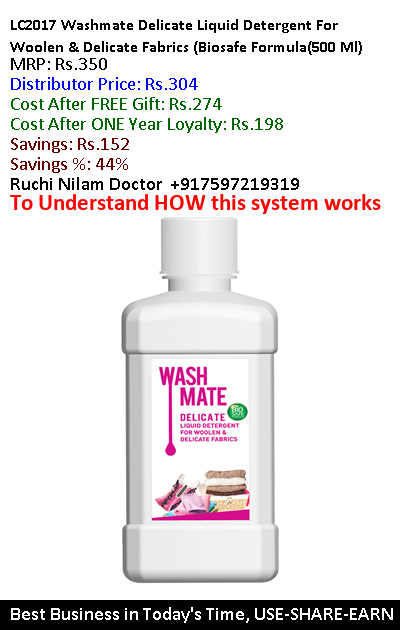 LC2017 Washmate Delicate Liquid Detergent For
Woolen & Delicate Fabrics (Biosafe Formula(500 Ml)
MRP: Rs.350
Distributor Price: Rs.304
Cost After FREE Gift: Rs.274
Cost After ONE Year Loyalty: Rs.198
Savings: Rs.152
Savings %: 44%
Ruchi Nilam Doctor +917597219319
To Understand HOW this system works
WASH
MATE
DELICATE
Bio
SAFE
LIQUID DETERGENT
FOR WOOLEN &
DELICATE FABRICS
Best Business in Today's Time, USE-SHARE-EARN